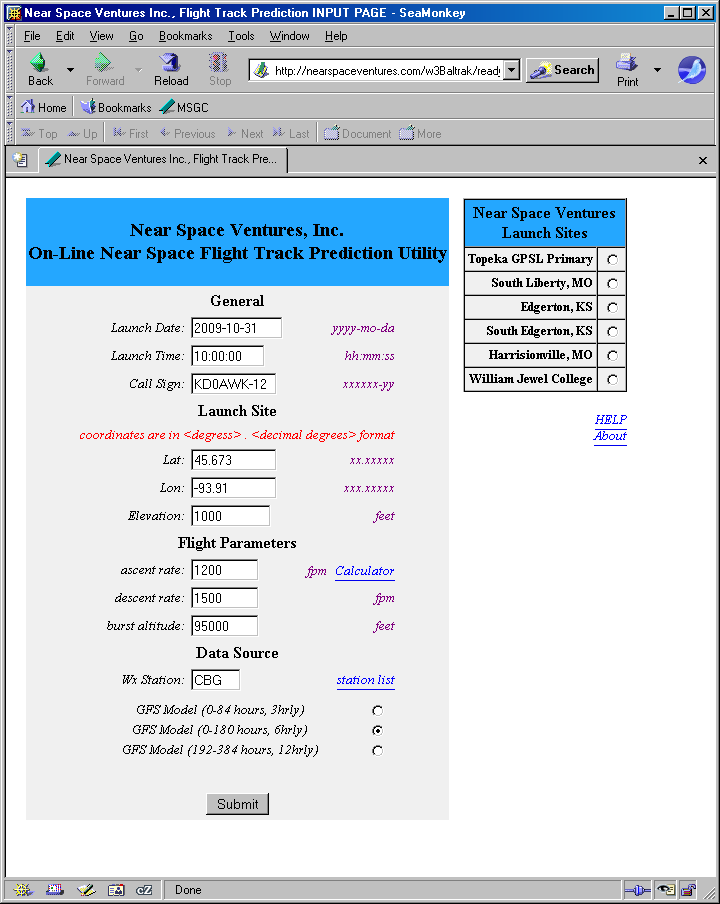 Near Space Ventures Inc., Flight Track Prediction INPUT PAGE - SeaMonkey
File Edit View Go Bookmarks Tools Window Help
Back Forward Reload Stop http://nearspaceventures.com/w3Baltrak/read Search Print
Home Bookmarks MSGC
Top Up First Previous Next Last Document More
Near Space Ventures Inc., Flight Track Pre...
Near Space Ventures, Inc.
On-Line Near Space Flight Track Prediction Utility
General
Launch Date: 2009-10-31 yyyy-mo-da
Launch Time: 10:00:00 hh:mm:ss
Call Sign: KD0AWK-12 xxxxxx-yy
Launch Site
coordinates are in <degress> . <decimal degrees> format
Lat: 45.673 xx.xxxxx
Lon: -93.91 xxx.xxxxx
Elevation: 1000 feet
Flight Parameters
ascent rate: 1200 fpm Calculator
descent rate: 1500 fpm
burst altitude: 95000 feet
Data Source
Wx Station: CBG station list
GFS Model (0-84 hours, 3hrly)
GFS Model (0-180 hours, 6hrly)
GFS Model (192-384 hours, 12hrly)
Submit
Near Space Ventures
Launch Sites
Topeka GPSL Primary
South Liberty, MO
Edgerton, KS
South Edgerton, KS
Harrisionville, MO
William Jewel College
HELP
About
cZ Done